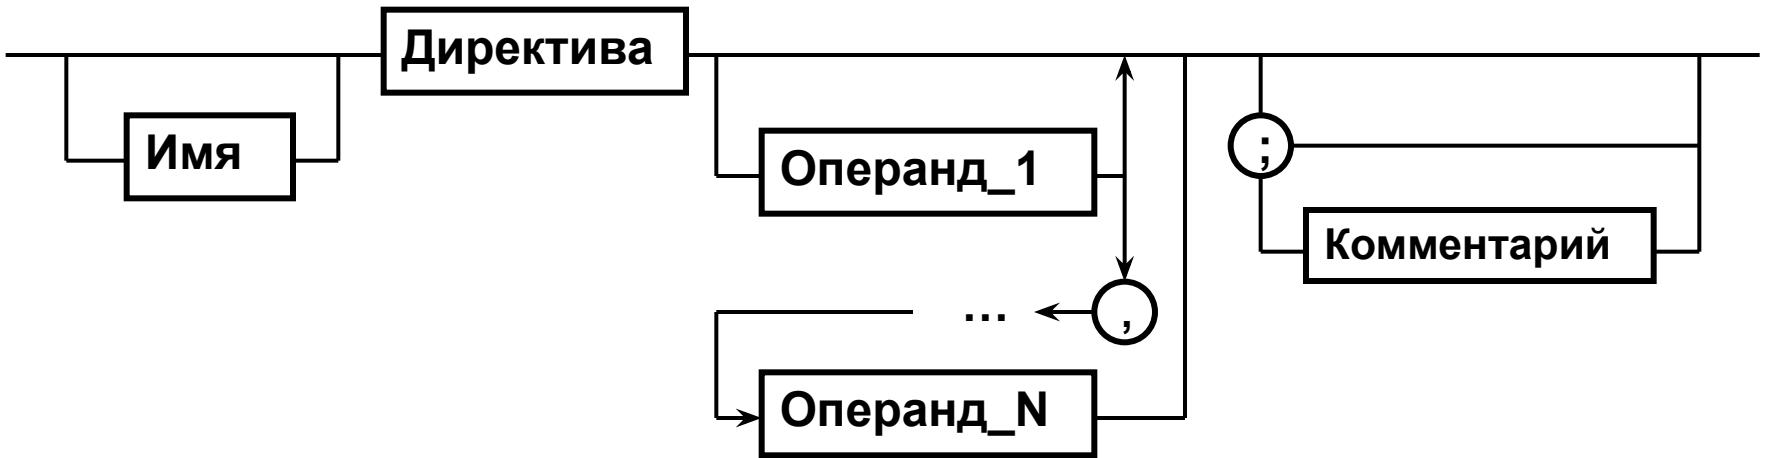 Директива
Имя
Операнд_1
;
Комментарий
... ,
Операнд_N